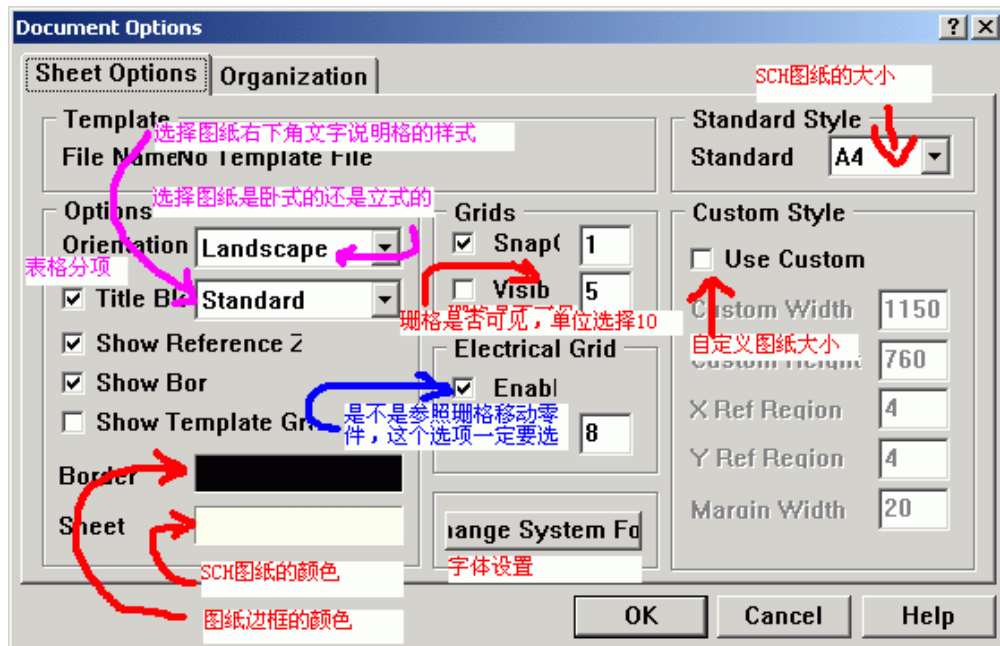 Document Options
Sheet Options
Organization
SCH图纸的大小
Template
选择图纸右下角文字说明格的样式
File Name
No Template File
Standard Style
Standard
A4
选择图纸是卧式的还是立式的
Options
Orientation
Landscape
表格分项
Title Blo
Standard
Show Reference Z
Show Bor
Show Template Gr
Border
Sheet
SCH图纸的颜色
图纸边框的颜色
Grids
Snap(
1
Visib
5
珊格是否可见，单位选择10
Electrical Grid
Enabl
是不是参照珊格移动零
件，这个选项一定要选
8
ange System Fo
字体设置
Custom Style
Use Custom
Custom Width
1150
自定义图纸大小
Custom Height
760
X Ref Region
4
Y Ref Region
4
Margin Width
20
OK
Cancel
Help